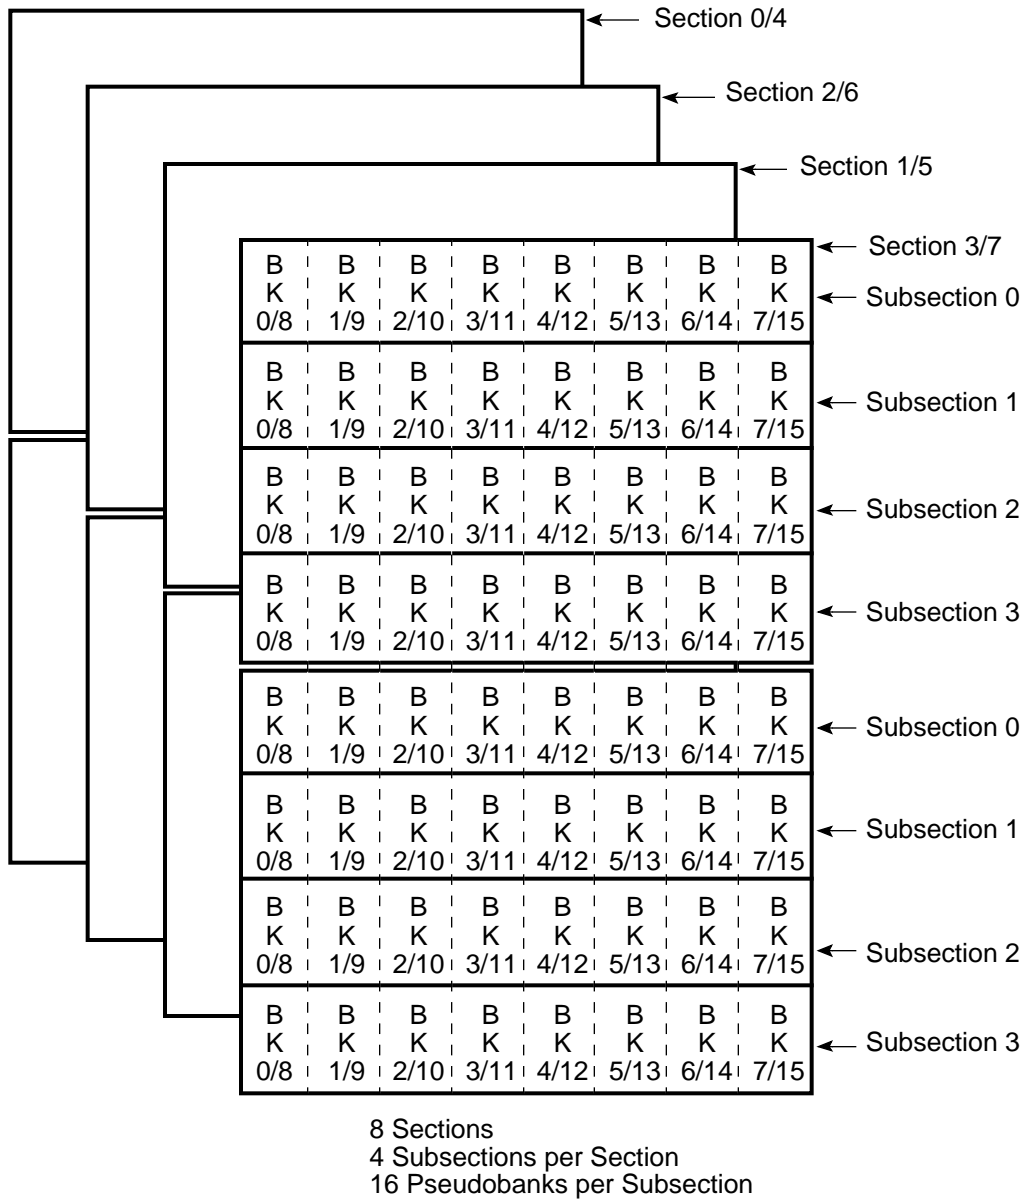 Section 0/4
Section 2/6
Section 1/5
Section 3/7
B B B B B B B B
K K K K K K K K
Subsection 0
0/8 1/9 2/10 3/11 4/12 5/13 6/14 7/15
B B B B B B B B
K K K K K K K K
Subsection 1
0/8 1/9 2/10 3/11 4/12 5/13 6/14 7/15
B B B B B B B B
K K K K K K K K
Subsection 2
0/8 1/9 2/10 3/11 4/12 5/13 6/14 7/15
B B B B B B B B
K K K K K K K K
Subsection 3
0/8 1/9 2/10 3/11 4/12 5/13 6/14 7/15
B B B B B B B B
K K K K K K K K
Subsection 0
0/8 1/9 2/10 3/11 4/12 5/13 6/14 7/15
B B B B B B B B
K K K K K K K K
Subsection 1
0/8 1/9 2/10 3/11 4/12 5/13 6/14 7/15
B B B B B B B B
K K K K K K K K
Subsection 2
0/8 1/9 2/10 3/11 4/12 5/13 6/14 7/15
B B B B B B B B
K K K K K K K K
Subsection 3
0/8 1/9 2/10 3/11 4/12 5/13 6/14 7/15
8 Sections
4 Subsections per Section
16 Pseudobanks per Subsection